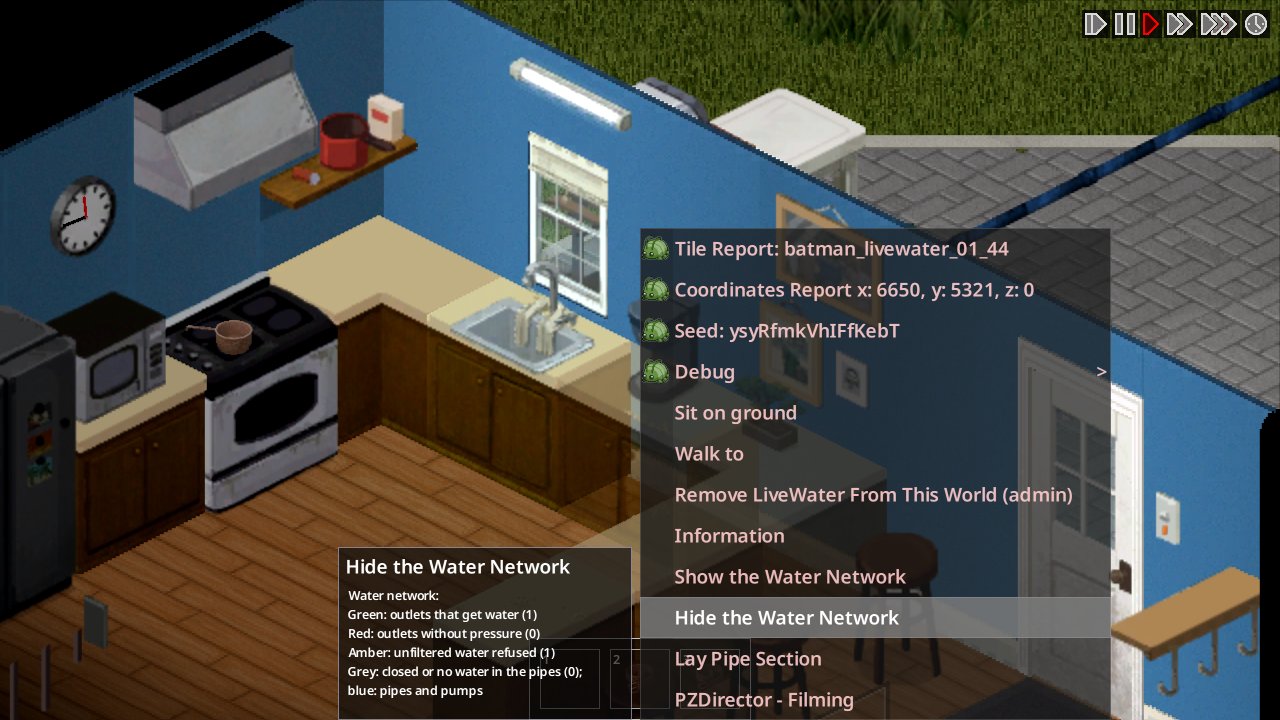 Tile Report: batman_livewater_01_44
Coordinates Report x: 6650, y: 5321, z: 0
Seed: ysyRfmkVhIFfKebT
Debug >
Sit on ground
Walk to
Remove LiveWater From This World (admin)
Information
Show the Water Network
Hide the Water Network
Lay Pipe Section
PZDirector - Filming
Hide the Water Network
Water network:
Green: outlets that get water (1)
Red: outlets without pressure (0)
Amber: unfiltered water refused (1)
Grey: closed or no water in the pipes (0);
blue: pipes and pumps
2